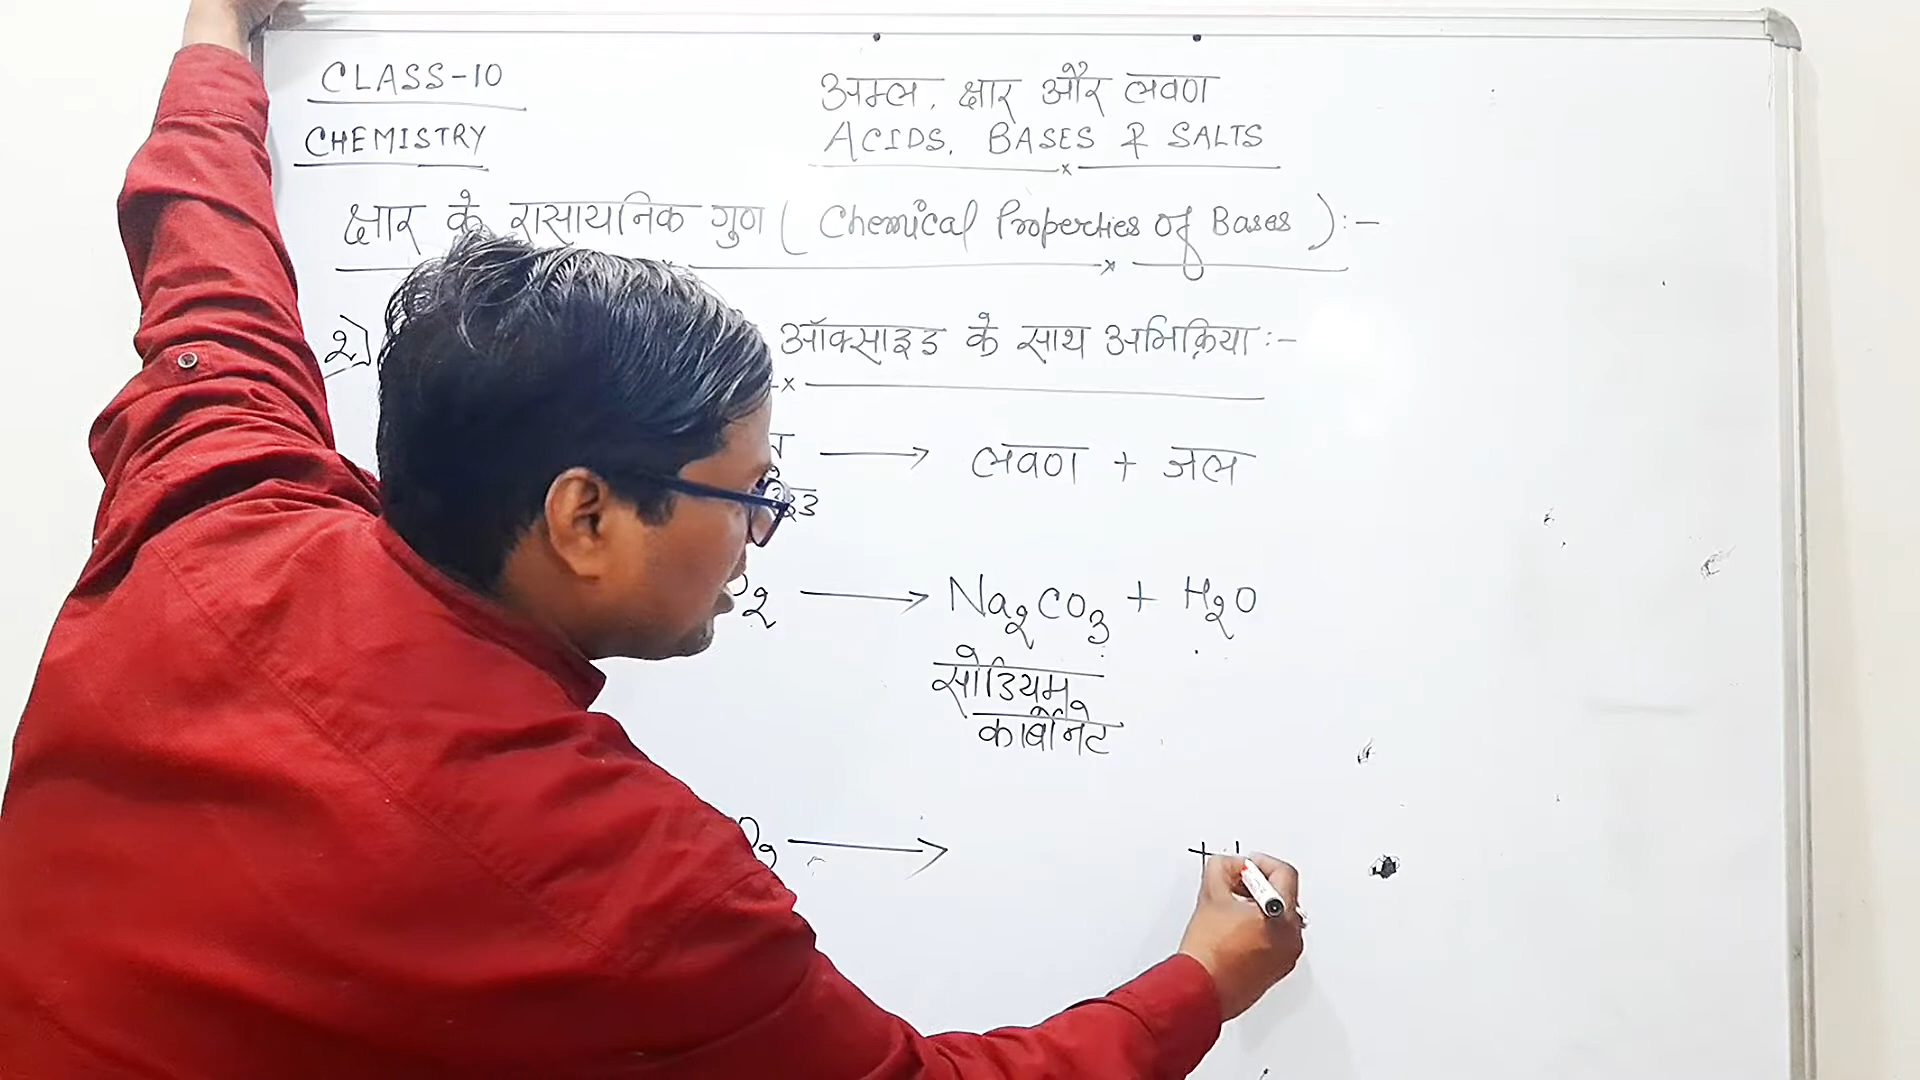 CLASS-10
CHEMISTRY
अम्ल, क्षार और लवण
ACIDS, BASES & SALTS
क्षार के रासायनिक गुण ( Chemical Properties of Bases ) :-
2) ऑक्साइड के साथ अभिक्रिया :-
→ लवण + जल
O2 → Na2CO3 + H2O
सोडियम
कार्बोनेट
O2 → +